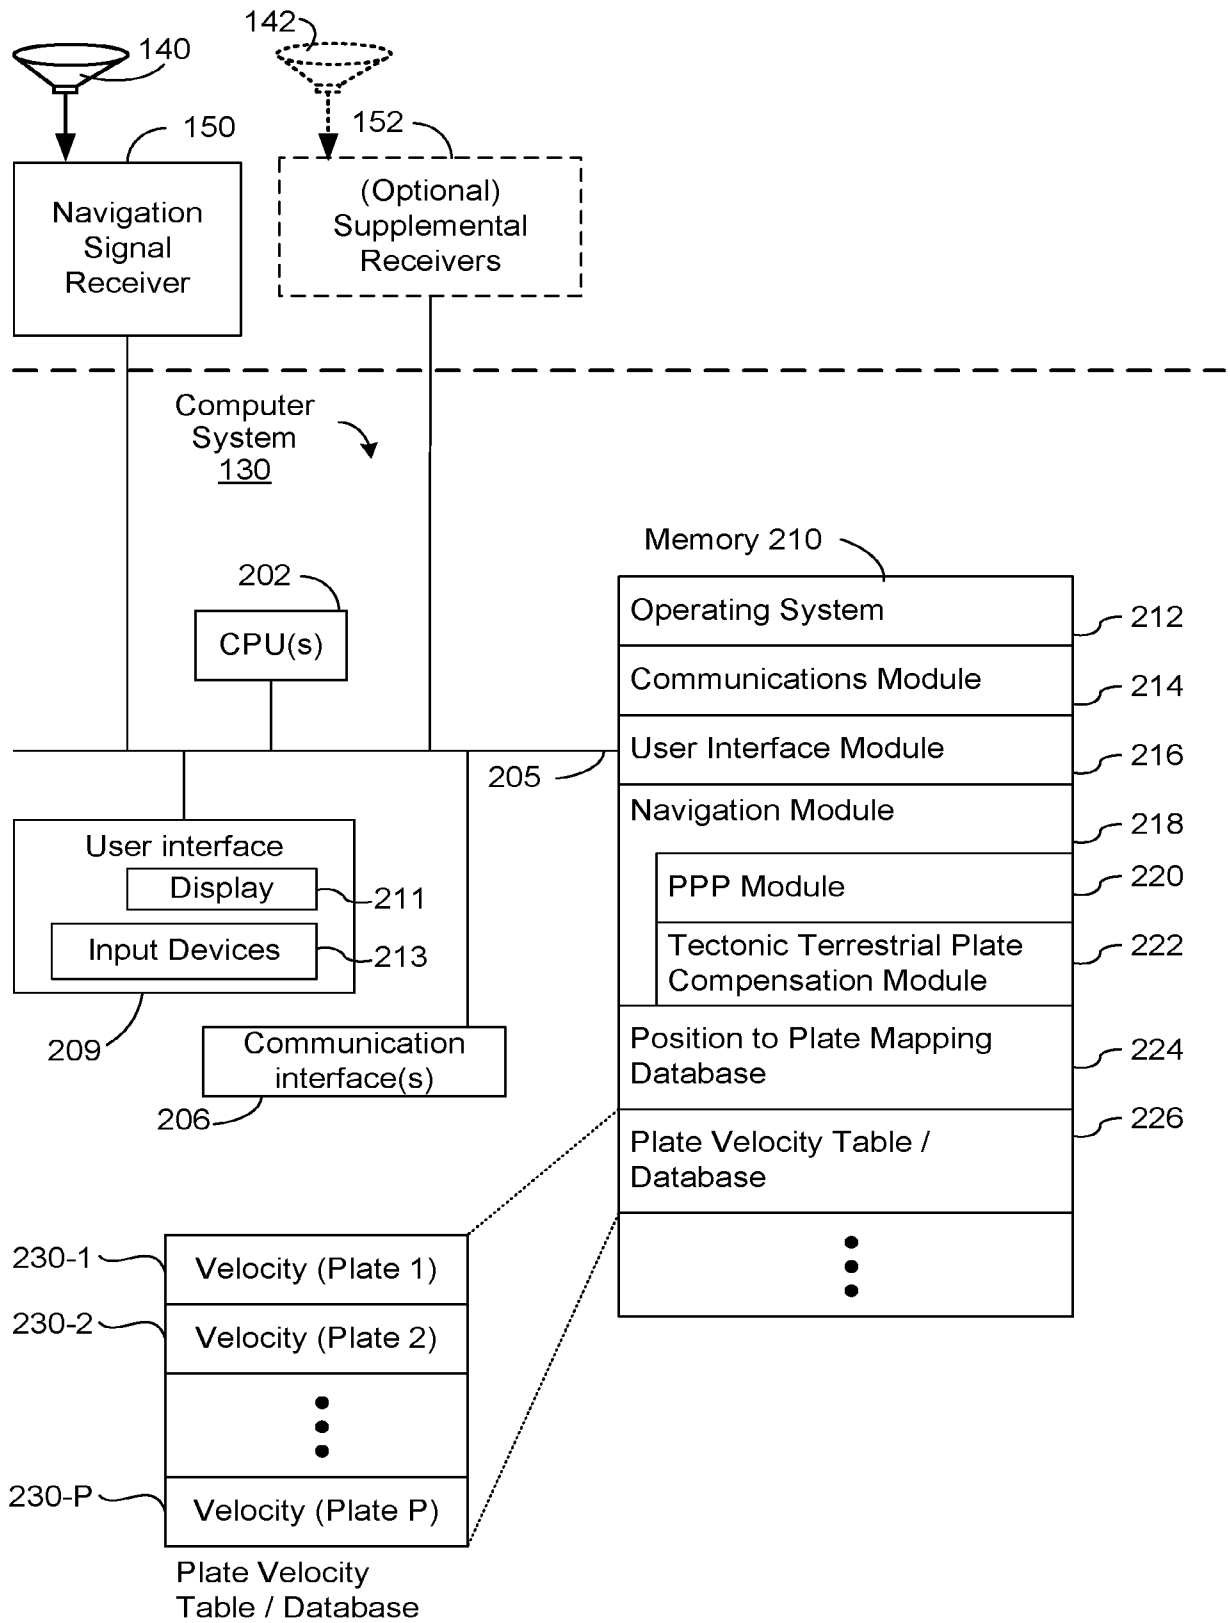 140
142
150
152
Navigation
Signal
Receiver
(Optional)
Supplemental
Receivers
Computer
System
130
Memory 210
202
CPU(s)
205
Operating System
212
Communications Module
214
User Interface Module
216
Navigation Module
218
PPP Module
220
Tectonic Terrestrial Plate
Compensation Module
222
Position to Plate Mapping
Database
224
Plate Velocity Table /
Database
226
User interface
Display
211
Input Devices
213
209
Communication
interface(s)
206
230-1
Velocity (Plate 1)
230-2
Velocity (Plate 2)
230-P
Velocity (Plate P)
Plate Velocity
Table / Database